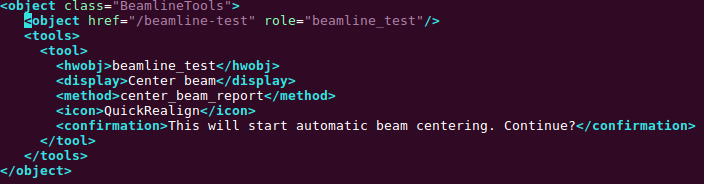 <object class="BeamlineTools">
<object href="/beamline-test" role="beamline_test"/>
<tools>
<tool>
<hwobj>beamline_test</hwobj>
<display>Center beam</display>
<method>center_beam_report</method>
<icon>QuickRealign</icon>
<confirmation>This will start automatic beam centering. Continue?</confirmation>
</tool>
</tools>
</object>